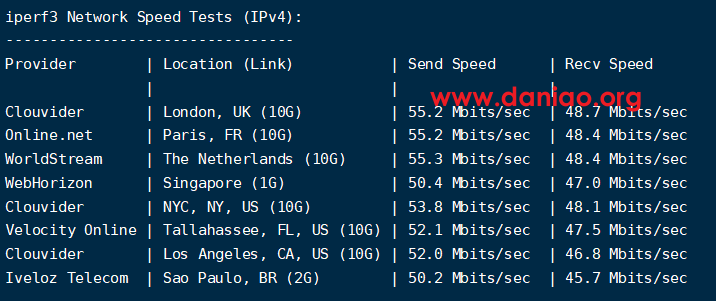 iperf3 Network Speed Tests (IPv4):
---------------------------------
Provider | Location (Link) | Send Speed | Recv Speed
| | |
www.daniao.org
Clouvider | London, UK (10G) | 55.2 Mbits/sec | 48.7 Mbits/sec
Online.net | Paris, FR (10G) | 55.2 Mbits/sec | 48.4 Mbits/sec
WorldStream | The Netherlands (10G) | 55.3 Mbits/sec | 48.4 Mbits/sec
WebHorizon | Singapore (1G) | 50.4 Mbits/sec | 47.0 Mbits/sec
Clouvider | NYC, NY, US (10G) | 53.8 Mbits/sec | 48.1 Mbits/sec
Velocity Online | Tallahassee, FL, US (10G) | 52.1 Mbits/sec | 47.5 Mbits/sec
Clouvider | Los Angeles, CA, US (10G) | 52.0 Mbits/sec | 46.8 Mbits/sec
Iveloz Telecom | Sao Paulo, BR (2G) | 50.2 Mbits/sec | 45.7 Mbits/sec